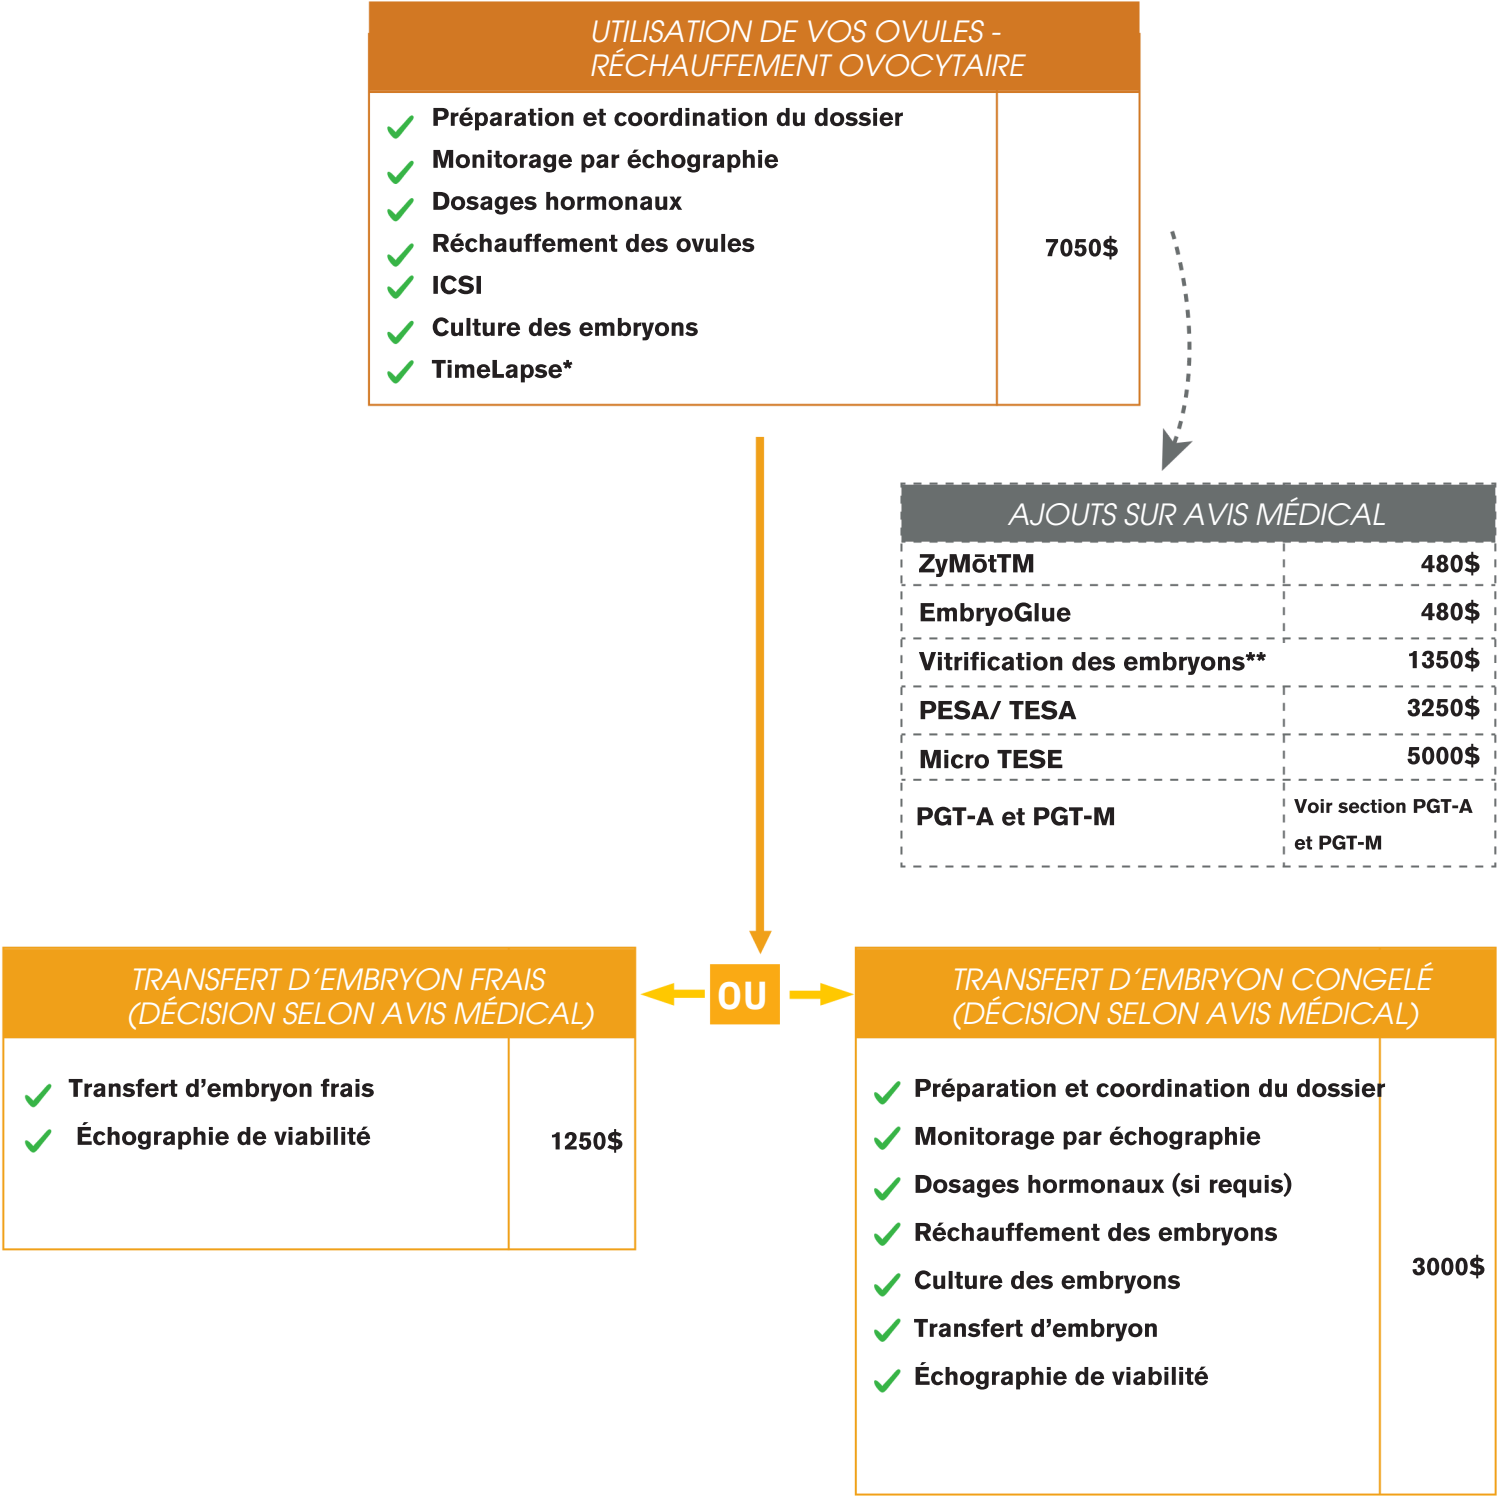 UTILISATION DE VOS OVULES -
RÉCHAUFFEMENT OVOCYTAIRE
Préparation et coordination du dossier
Monitorage par échographie
Dosages hormonaux
Réchauffement des ovules
7050$
ICSI
Culture des embryons
TimeLapse*
AJOUTS SUR AVIS MÉDICAL
ZyMōtTM 480$
EmbryoGlue 480$
Vitrification des embryons** 1350$
PESA/ TESA 3250$
Micro TESE 5000$
PGT-A et PGT-M
Voir section PGT-A
et PGT-M
OU
TRANSFERT D'EMBRYON FRAIS
(DÉCISION SELON AVIS MÉDICAL)
Transfert d’embryon frais
Échographie de viabilité
1250$
TRANSFERT D'EMBRYON CONGELÉ
(DÉCISION SELON AVIS MÉDICAL)
Préparation et coordination du dossier
Monitorage par échographie
Dosages hormonaux (si requis)
Réchauffement des embryons
3000$
Culture des embryons
Transfert d’embryon
Échographie de viabilité